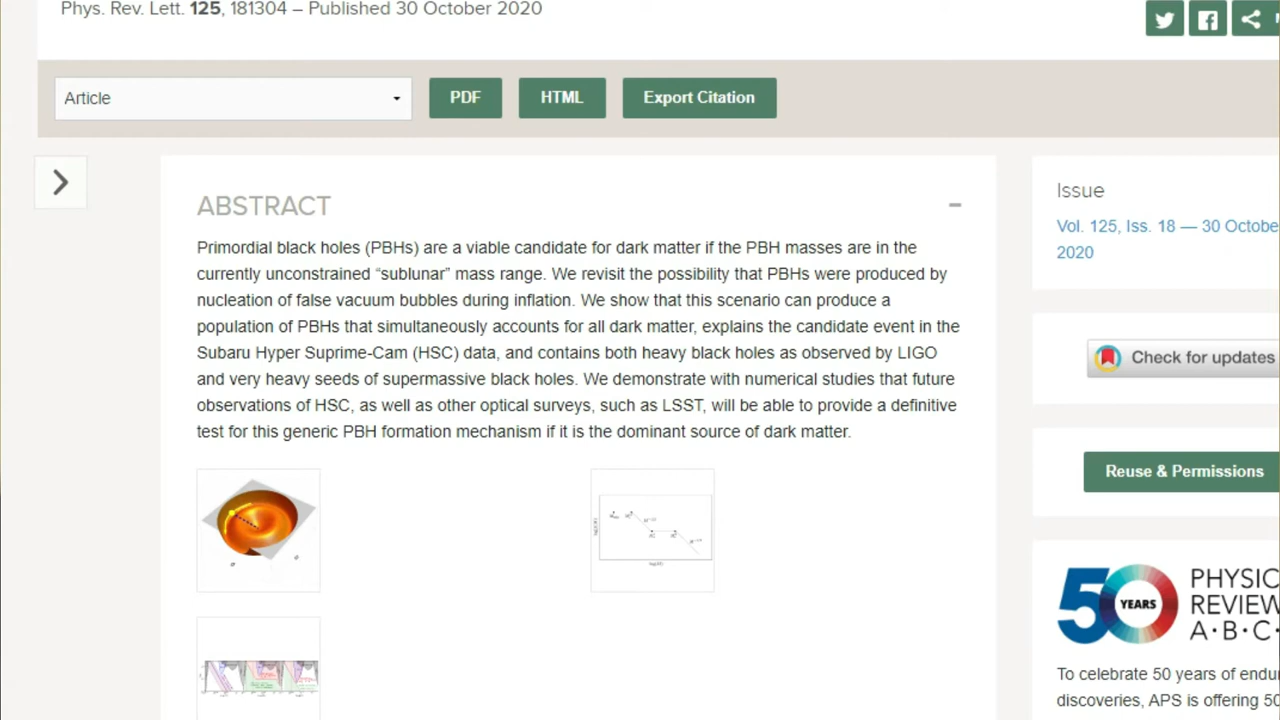 Phys. Rev. Lett. 125, 181304 – Published 30 October 2020
Article
PDF
HTML
Export Citation
ABSTRACT
Primordial black holes (PBHs) are a viable candidate for dark matter if the PBH masses are in the
currently unconstrained “sublunar” mass range. We revisit the possibility that PBHs were produced by
nucleation of false vacuum bubbles during inflation. We show that this scenario can produce a
population of PBHs that simultaneously accounts for all dark matter, explains the candidate event in the
Subaru Hyper Suprime-Cam (HSC) data, and contains both heavy black holes as observed by LIGO
and very heavy seeds of supermassive black holes. We demonstrate with numerical studies that future
observations of HSC, as well as other optical surveys, such as LSST, will be able to provide a definitive
test for this generic PBH formation mechanism if it is the dominant source of dark matter.
Issue
Vol. 125, Iss. 18 — 30 Octobe
2020
Check for updates
Reuse & Permissions
50
YEARS
PHYSIC
REVIEW
A·B·C·
To celebrate 50 years of endu
discoveries, APS is offering 50